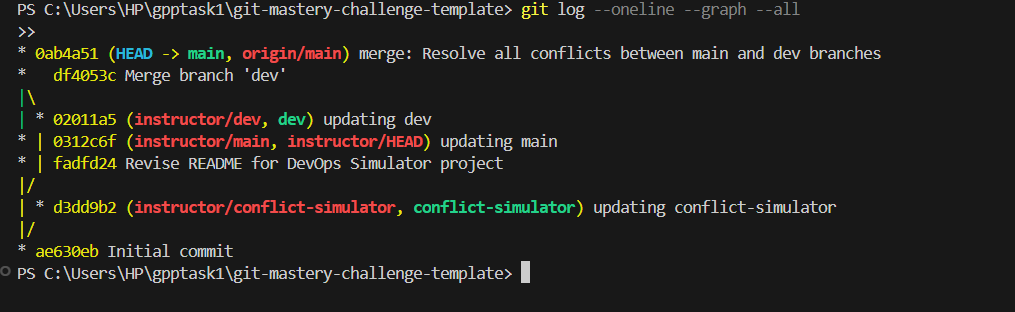 PS C:\Users\HP\gpptask1\git-mastery-challenge-template> git log --oneline --graph --all
>>
* 0ab4a51 (HEAD -> main, origin/main) merge: Resolve all conflicts between main and dev branches
*   df4053c Merge branch 'dev'
|\
| * 02011a5 (instructor/dev, dev) updating dev
* | 0312c6f (instructor/main, instructor/HEAD) updating main
* | fadfd24 Revise README for DevOps Simulator project
|/
| * d3dd9b2 (instructor/conflict-simulator, conflict-simulator) updating conflict-simulator
|/
* ae630eb Initial commit
PS C:\Users\HP\gpptask1\git-mastery-challenge-template>